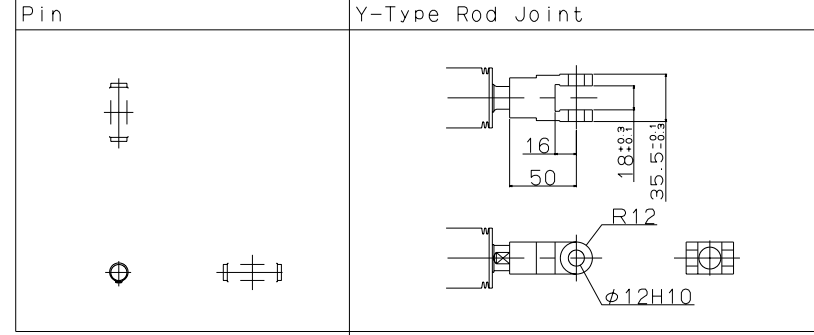 Pin
Y-Type Rod Joint
16
50
18+0.3 +0.1
35.5-0.1 -0.3
R12
φ12H10